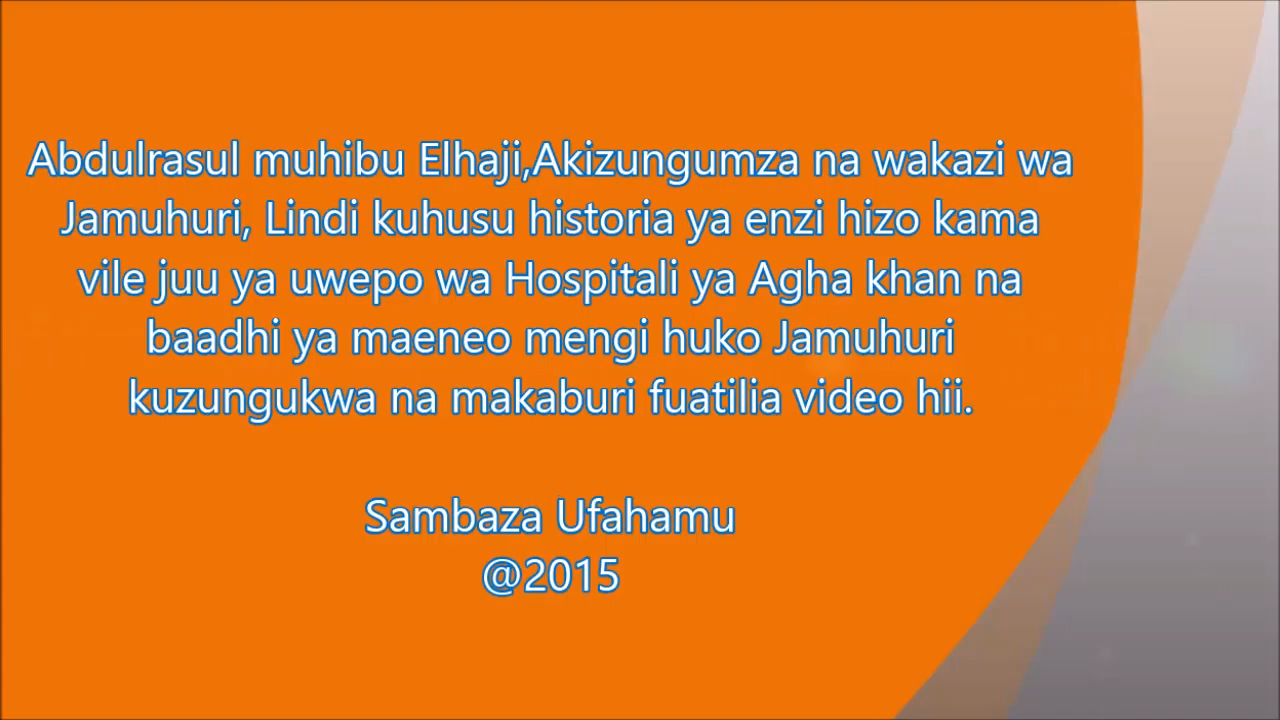 Abdulrasul muhibu Elhaji,Akizungumza na wakazi wa
Jamuhuri, Lindi kuhusu historia ya enzi hizo kama
vile juu ya uwepo wa Hospitali ya Agha khan na
baadhi ya maeneo mengi huko Jamuhuri
kuzungukwa na makaburi fuatilia video hii.
Sambaza Ufahamu
@2015